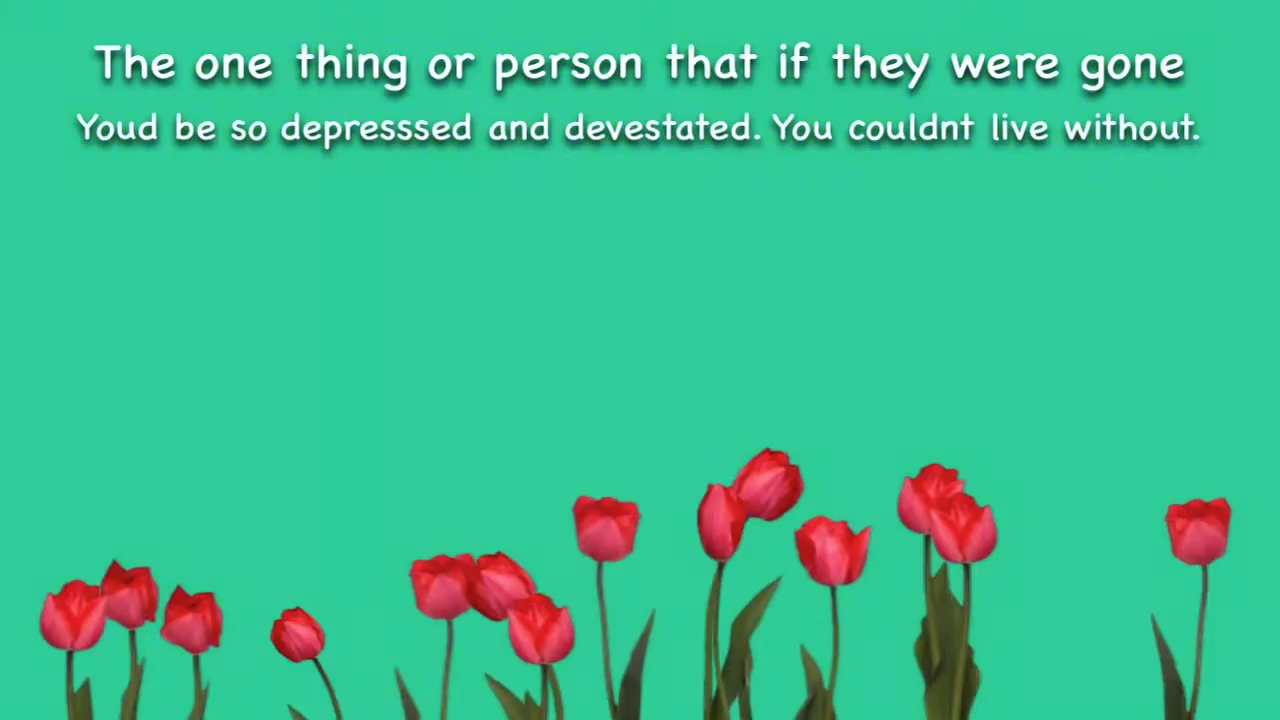 The one thing or person that if they were gone
Youd be so depresssed and devestated. You couldnt live without.